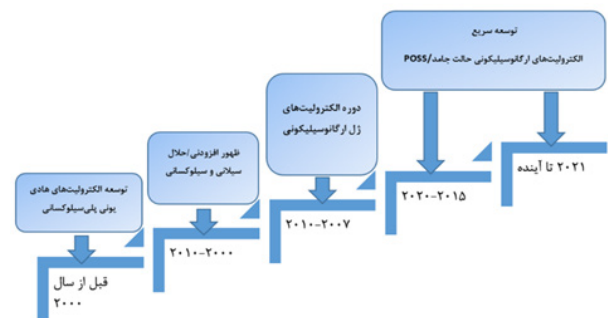 توسعه سریع
الکترولیت‌های ارگانوسیلیکونی حالت جامد/POSS
دوره الکترولیت‌های
ژل ارگانوسیلیکونی
ظهور افزودنی/حلال
سیلانی و سیلوکسانی
توسعه الکترولیت‌های هادی
یونی پلی‌سیلوکسانی
۲۰۲۱ تا آینده
۲۰۲۰-۲۰۱۵
۲۰۱۰-۲۰۰۷
۲۰۱۰-۲۰۰۰
قبل از سال
۲۰۰۰